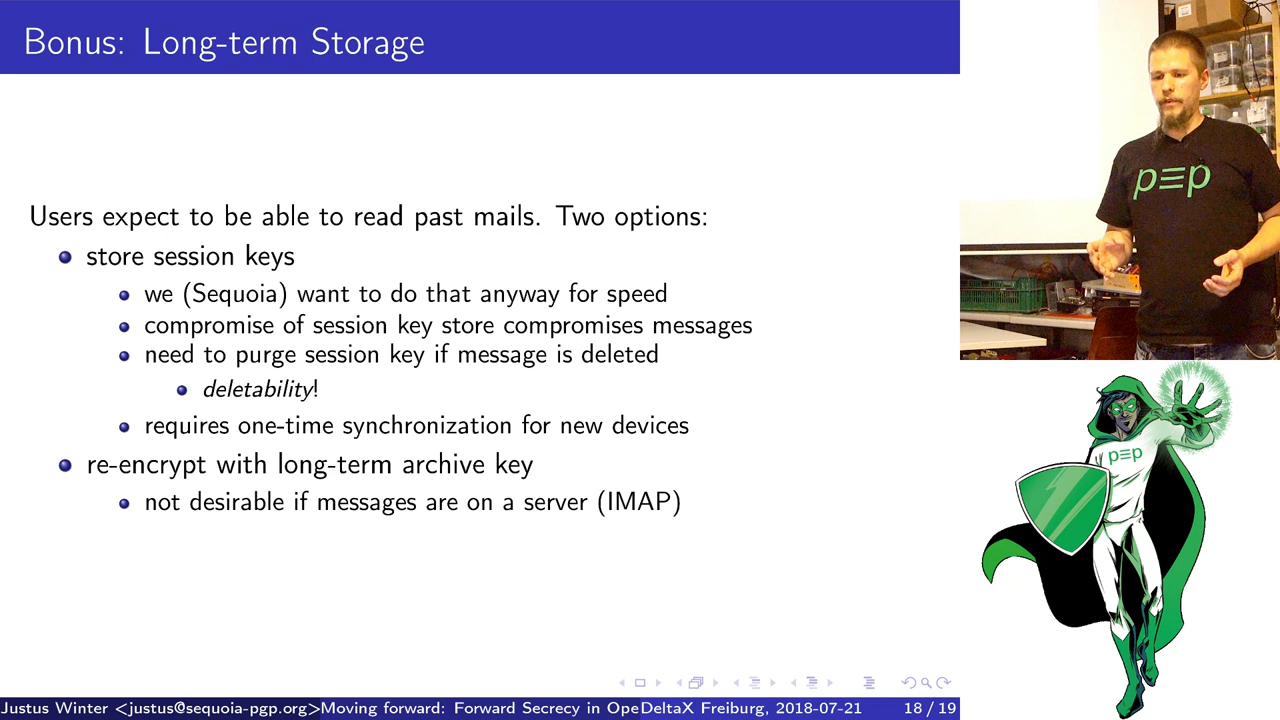 Bonus: Long-term Storage
Users expect to be able to read past mails. Two options:
store session keys
we (Sequoia) want to do that anyway for speed
compromise of session key store compromises messages
need to purge session key if message is deleted
deletability!
requires one-time synchronization for new devices
re-encrypt with long-term archive key
not desirable if messages are on a server (IMAP)
Justus Winter <justus@sequoia-pgp.org> Moving forward: Forward Secrecy in Ope DeltaX Freiburg, 2018-07-21 18 / 19
p≡p
p≡p